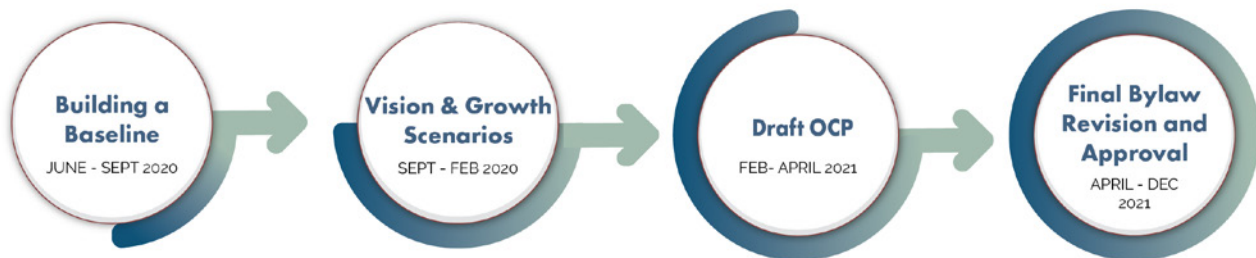 Building a
Baseline
JUNE - SEPT 2020
Vision & Growth
Scenarios
SEPT - FEB 2020
Draft OCP
FEB- APRIL 2021
Final Bylaw
Revision and
Approval
APRIL - DEC
2021